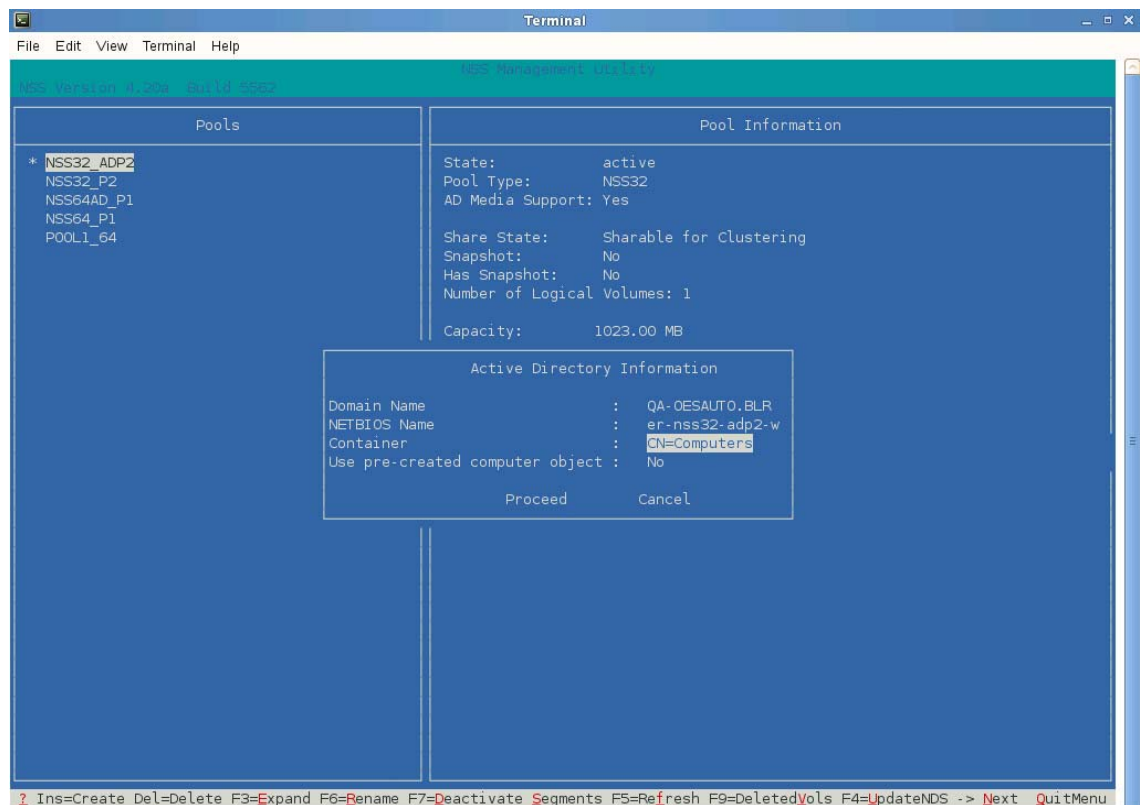 Terminal
File Edit View Terminal Help
NSS Management Utility
NSS Version 4.20a Build 5562
Pools
Pool Information
* NSS32_ADP2
NSS32_P2
NSS64AD_P1
NSS64_P1
POOL1_64
State: active
Pool Type: NSS32
AD Media Support: Yes
Share State: Sharable for Clustering
Snapshot: No
Has Snapshot: No
Number of Logical Volumes: 1
Capacity: 1023.00 MB
Active Directory Information
Domain Name : QA-OESAUTO.BLR
NETBIOS Name : er-nss32-adp2-w
Container : CN=Computers
Use pre-created computer object : No
Proceed Cancel
? Ins=Create Del=Delete F3=Expand F6=Rename F7=Deactivate Segments F5=Refresh F9=DeletedVols F4=UpdateNDS -> Next QuitMenu